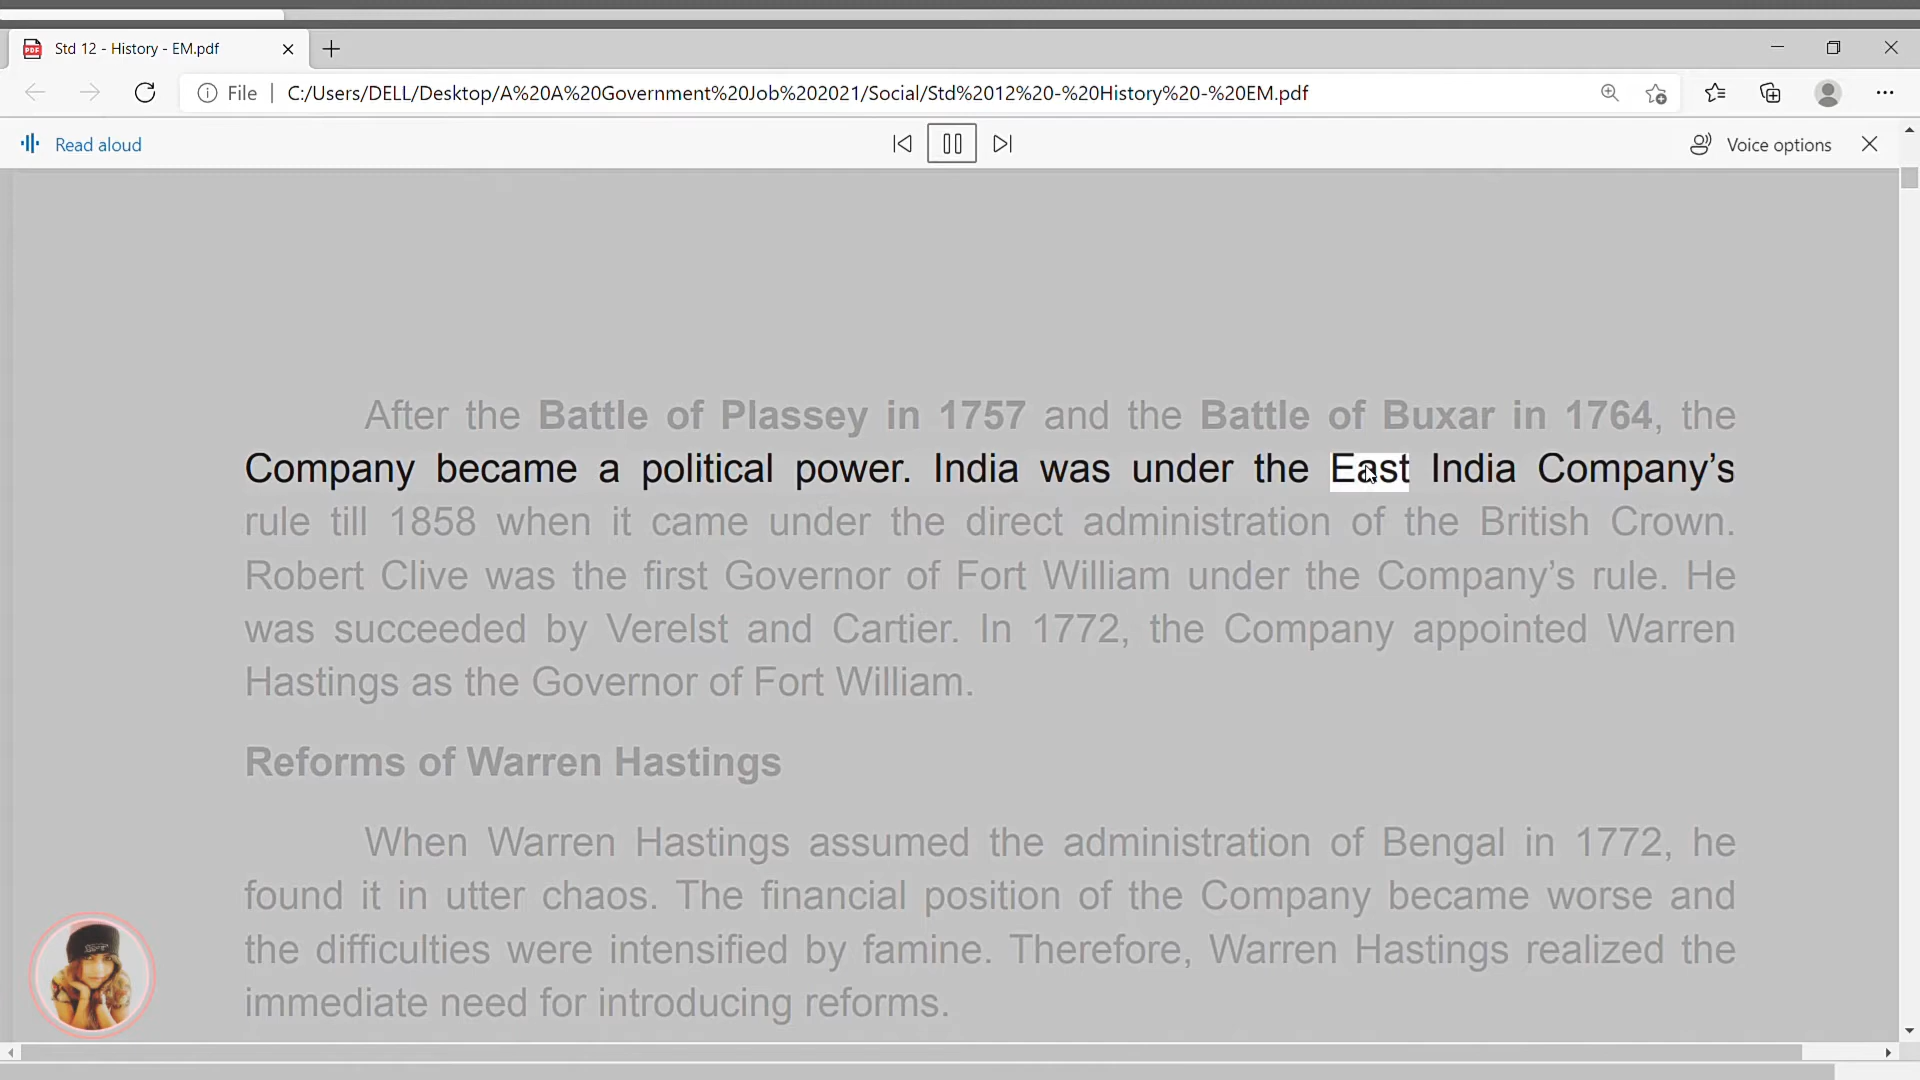 Std 12 - History - EM.pdf
File | C:/Users/DELL/Desktop/A%20A%20Government%20Job%202021/Social/Std%2012%20-%20History%20-%20EM.pdf
Read aloud
Voice options
After the Battle of Plassey in 1757 and the Battle of Buxar in 1764, the
Company became a political power. India was under the East India Company’s
rule till 1858 when it came under the direct administration of the British Crown.
Robert Clive was the first Governor of Fort William under the Company’s rule. He
was succeeded by Verelst and Cartier. In 1772, the Company appointed Warren
Hastings as the Governor of Fort William.
Reforms of Warren Hastings
When Warren Hastings assumed the administration of Bengal in 1772, he
found it in utter chaos. The financial position of the Company became worse and
the difficulties were intensified by famine. Therefore, Warren Hastings realized the
immediate need for introducing reforms.